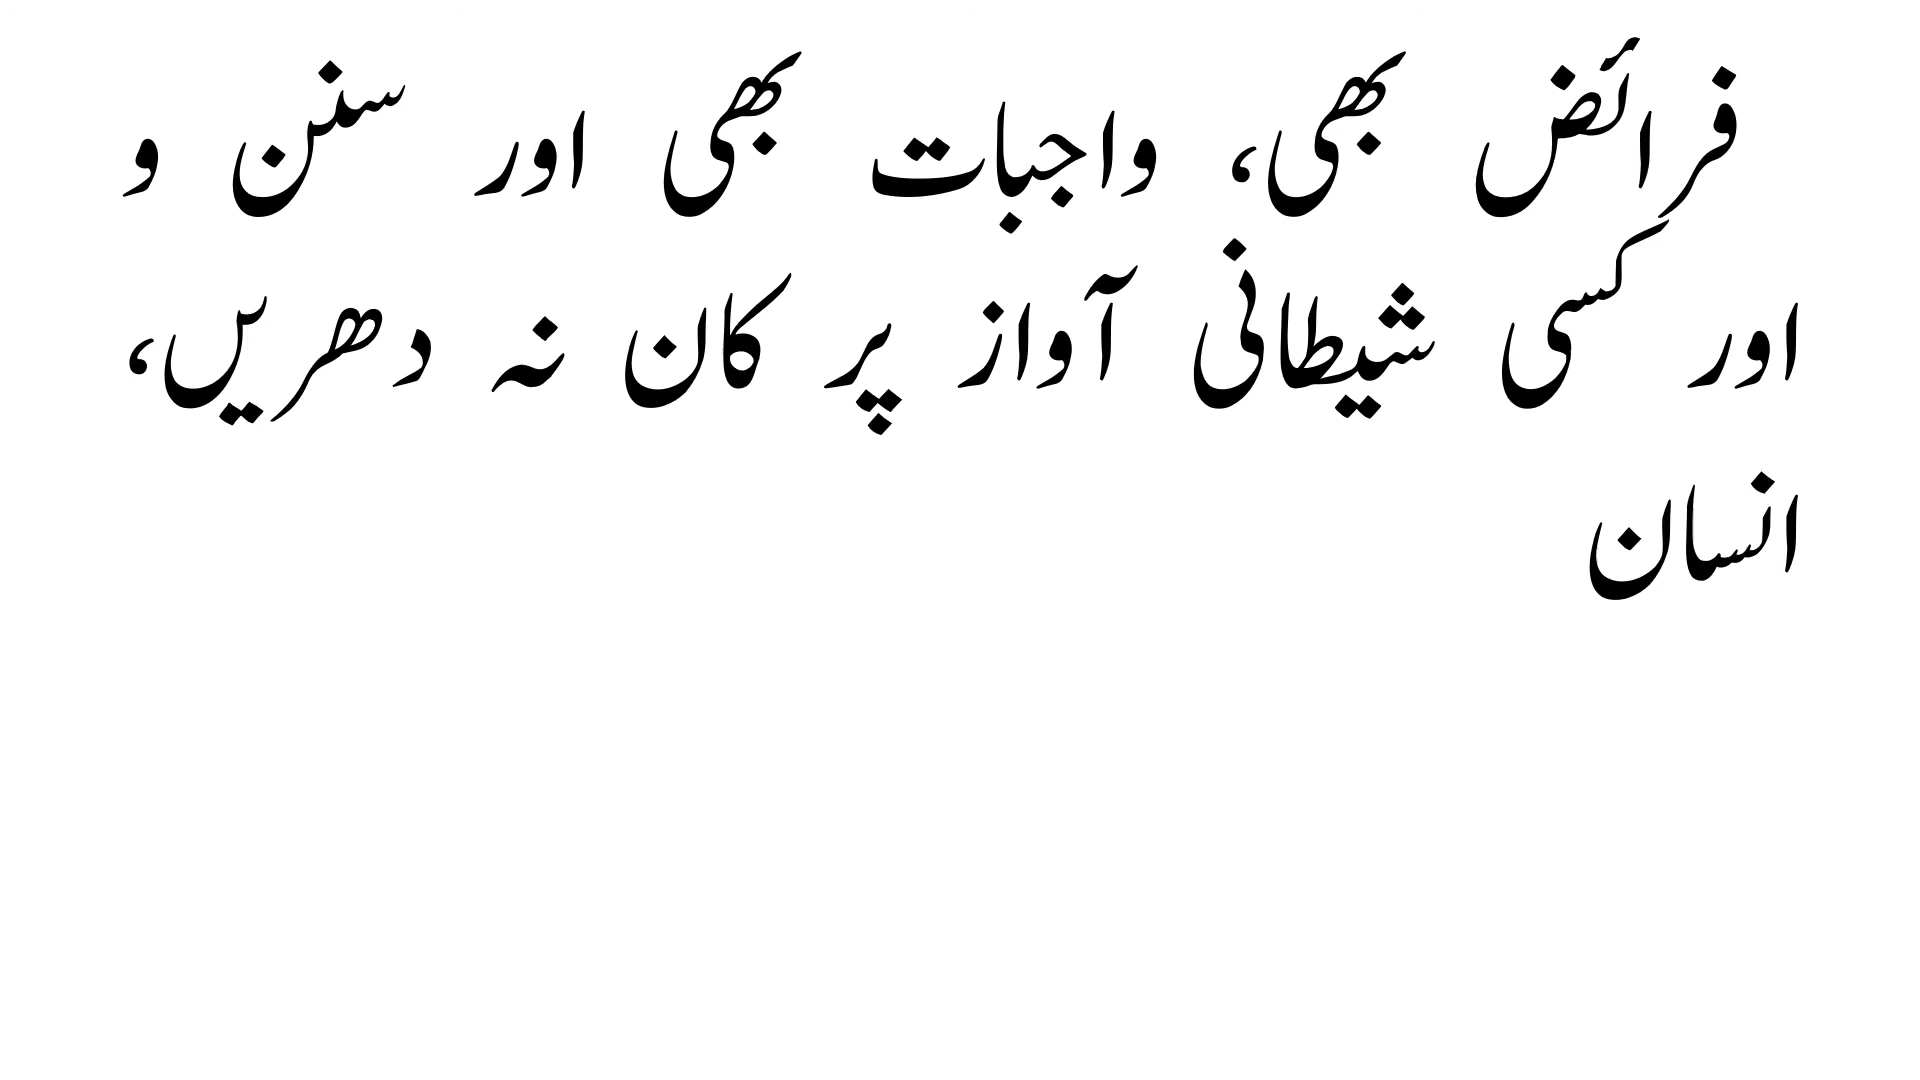 فرائض بھی، واجبات بھی اور سنن و
اور کسی شیطانی آواز پر کان نہ دھریں،
انسان